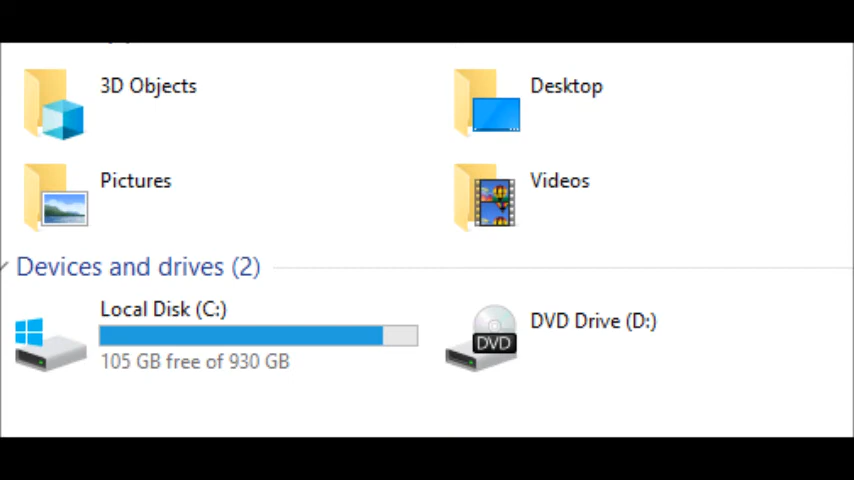 3D Objects
Desktop
Pictures
Videos
Devices and drives (2)
Local Disk (C:)
105 GB free of 930 GB
DVD Drive (D:)
DVD